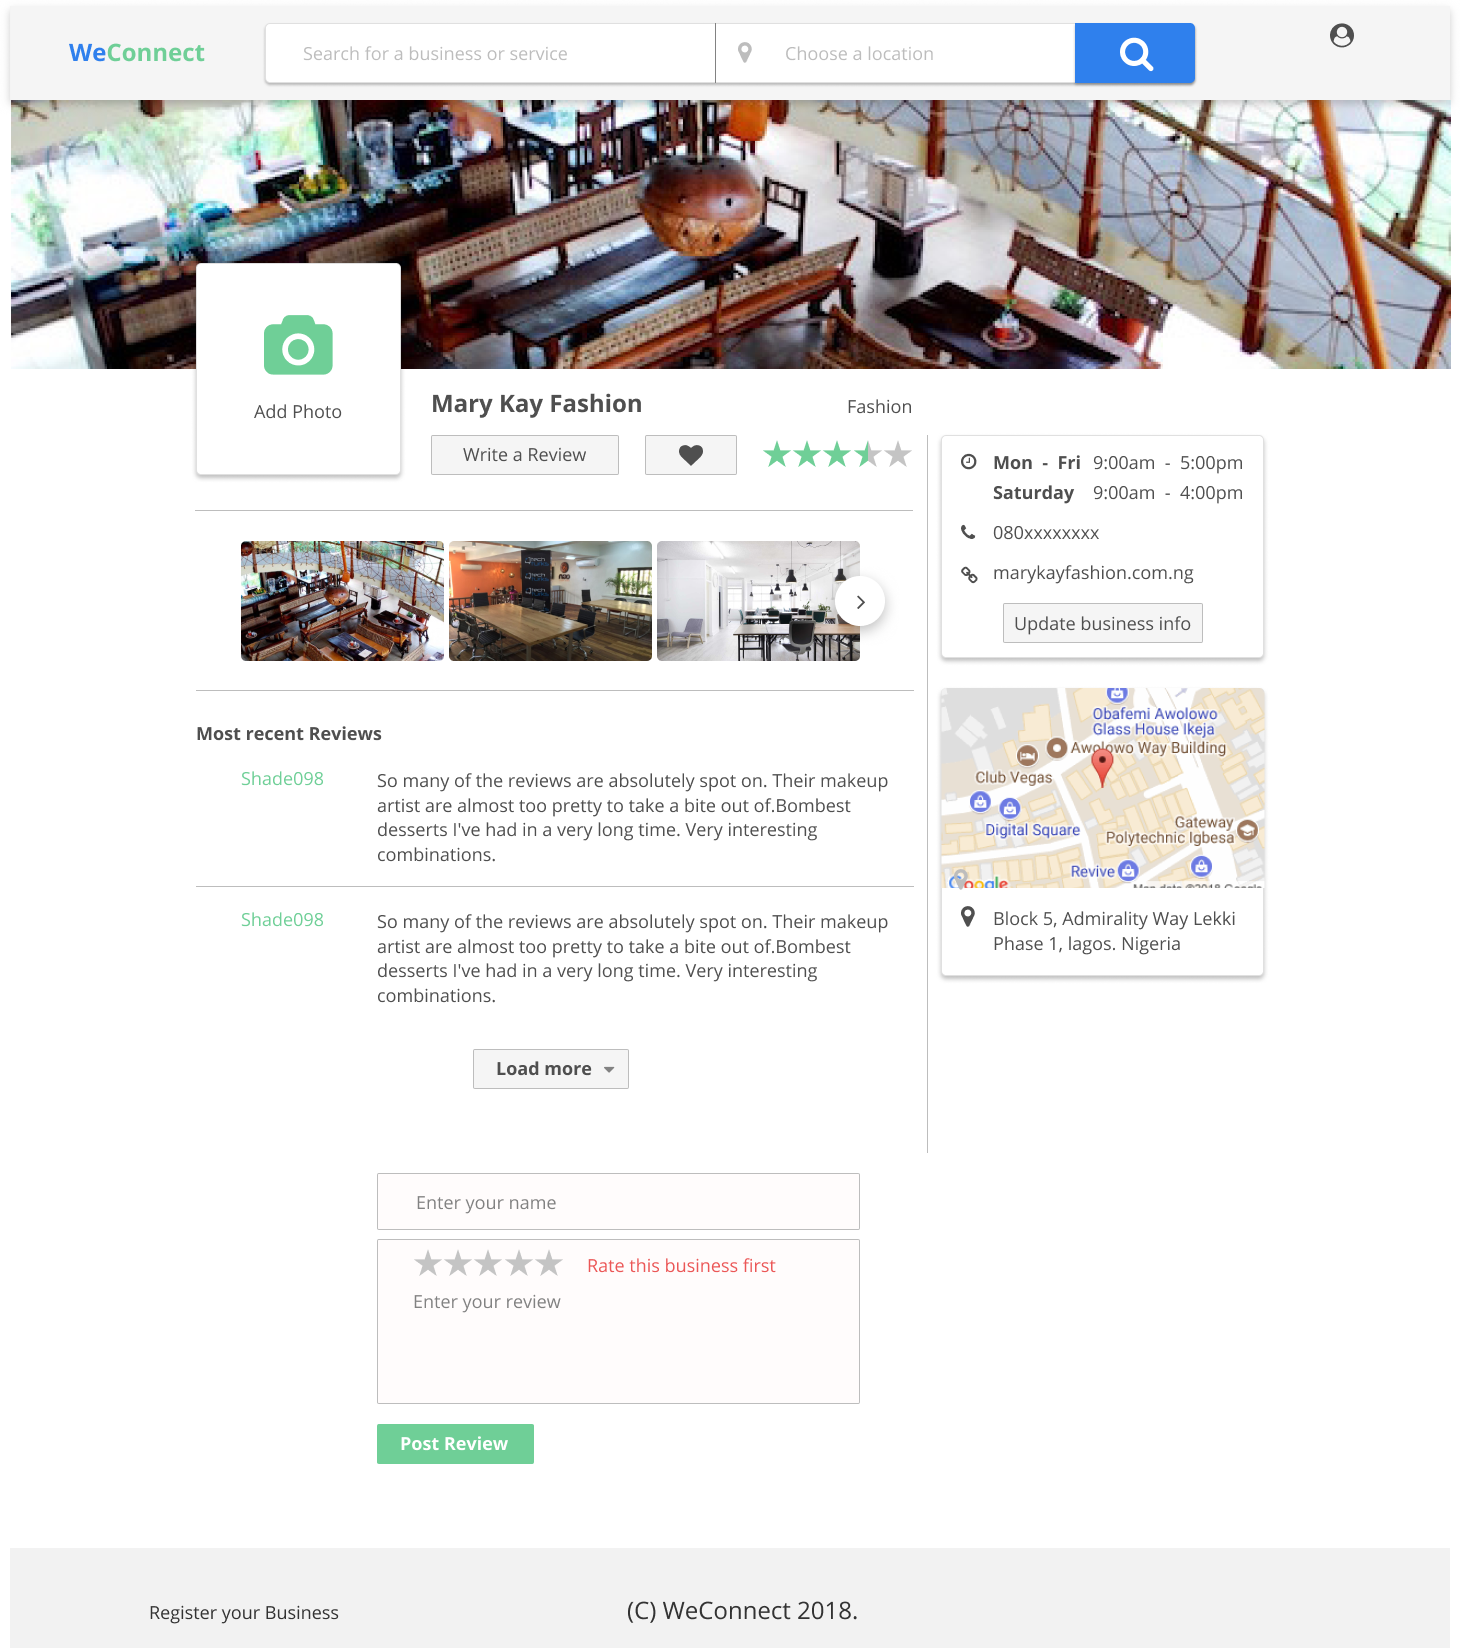 WeConnect
Search for a business or service
Choose a location
Add Photo
Mary Kay Fashion
Fashion
Write a Review
Mon - Fri 9:00am - 5:00pm
Saturday 9:00am - 4:00pm
080xxxxxxxx
marykayfashion.com.ng
Update business info
Most recent Reviews
Shade098
So many of the reviews are absolutely spot on. Their makeup
artist are almost too pretty to take a bite out of.Bombest
desserts I've had in a very long time. Very interesting
combinations.
Shade098
So many of the reviews are absolutely spot on. Their makeup
artist are almost too pretty to take a bite out of.Bombest
desserts I've had in a very long time. Very interesting
combinations.
Load more
Obafemi Awolowo
Glass House Ikeja
Awolowo Way Building
Club Vegas
Digital Square
Gateway
Polytechnic Igbesa
Revive
Google
Map data ©2018 Google
Block 5, Admirality Way Lekki
Phase 1, lagos. Nigeria
Enter your name
Rate this business first
Enter your review
Post Review
Register your Business
(C) WeConnect 2018.